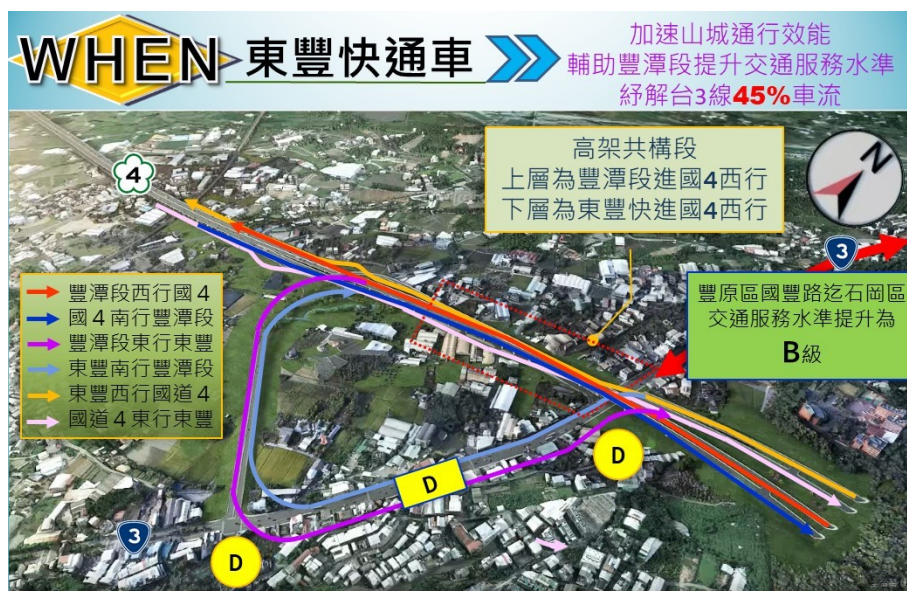 WHEN 東豐快通車
加速山城通行效能
輔助豐潭段提升交通服務水準
紓解台3線45%車流
高架共構段
上層為豐潭段進國4西行
下層為東豐快進國4西行
N
4
3
豐潭段西行國4
國4南行豐潭段
豐潭段東行東豐
東豐南行豐潭段
東豐西行國道4
國道4東行東豐
豐原區國豐路迄石岡區
交通服務水準提升為
B級
D
D
3
D